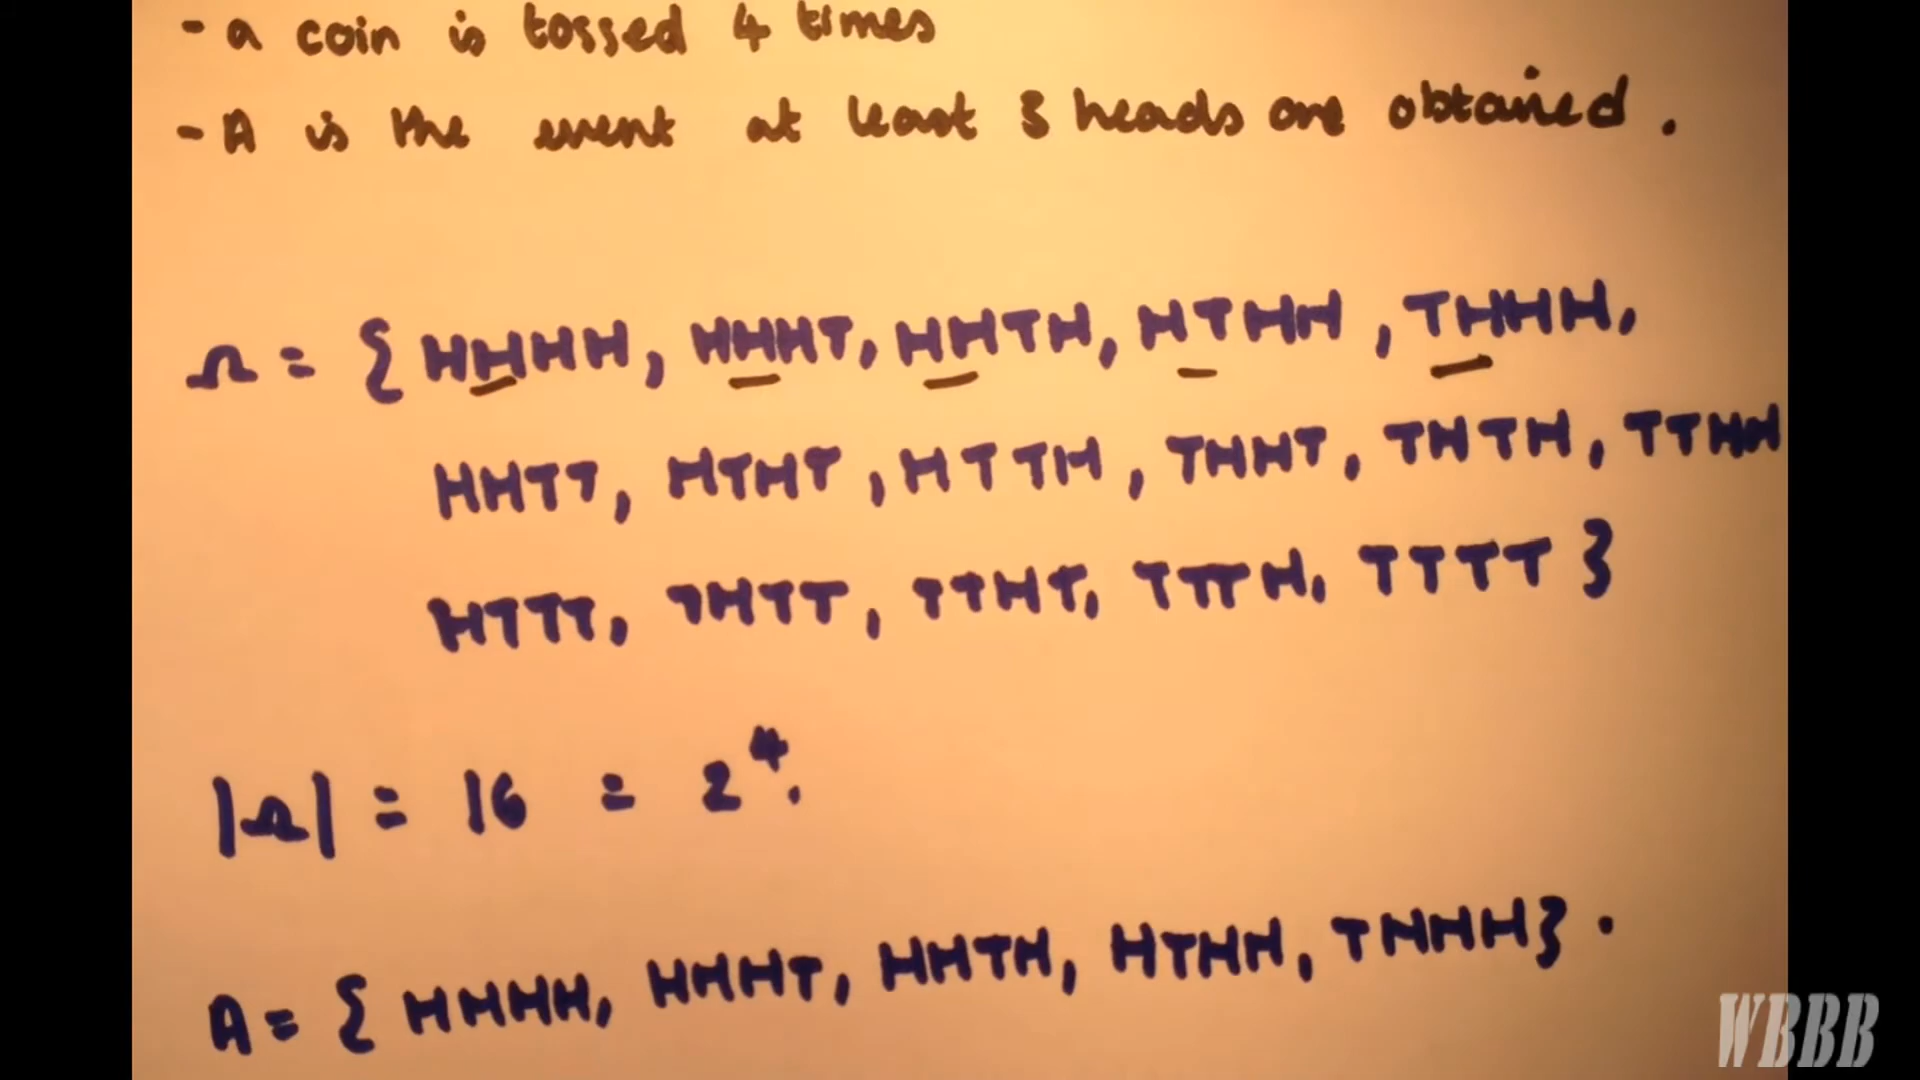 - a coin is tossed 4 times
- A is the event at least 3 heads are obtained.
Ω = { HHHH, HHHT, HHTH, HTHH, THHH,
HHTT, HTHT, HTTH, THHT, THTH, TTHH
HTTT, THTT, TTHT, TTTH, TTTT }
|Ω| = 16 = 2⁴.
A = { HHHH, HHHT, HHTH, HTHH, THHH}.
WBBB